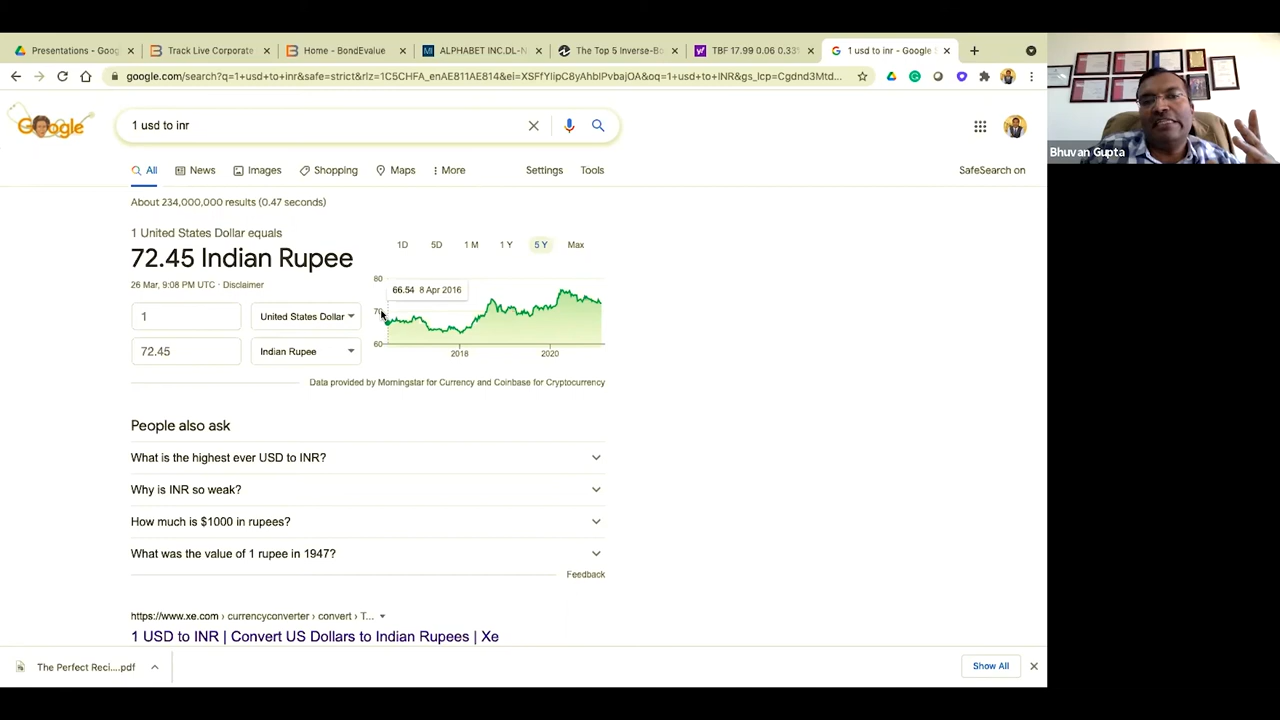 Presentations - Goog
Track Live Corporate
Home - BondEvalue
ALPHABET INC.DL-N
The Top 5 Inverse-Bo
TBF 17.99 0.06 0.33%
1 usd to inr - Google
google.com/search?q=1+usd+to+inr&safe=strict&rlz=1C5CHFA_enAE811AE814&ei=XSFfYIipC8yAhbIPvbajOA&oq=1+usd+to+INR&gs_lcp=Cgdnd3Mtd...
Google
1 usd to inr
All
News
Images
Shopping
Maps
More
Settings
Tools
SafeSearch on
About 234,000,000 results (0.47 seconds)
1 United States Dollar equals
72.45 Indian Rupee
26 Mar, 9:08 PM UTC · Disclaimer
1
United States Dollar
72.45
Indian Rupee
1D
5D
1 M
1 Y
5 Y
Max
80
66.54 8 Apr 2016
60
2018
2020
Data provided by Morningstar for Currency and Coinbase for Cryptocurrency
People also ask
What is the highest ever USD to INR?
Why is INR so weak?
How much is $1000 in rupees?
What was the value of 1 rupee in 1947?
Feedback
https://www.xe.com › currencyconverter › convert › T...
1 USD to INR | Convert US Dollars to Indian Rupees | Xe
The Perfect Reci....pdf
Show All
Bhuvan Gupta